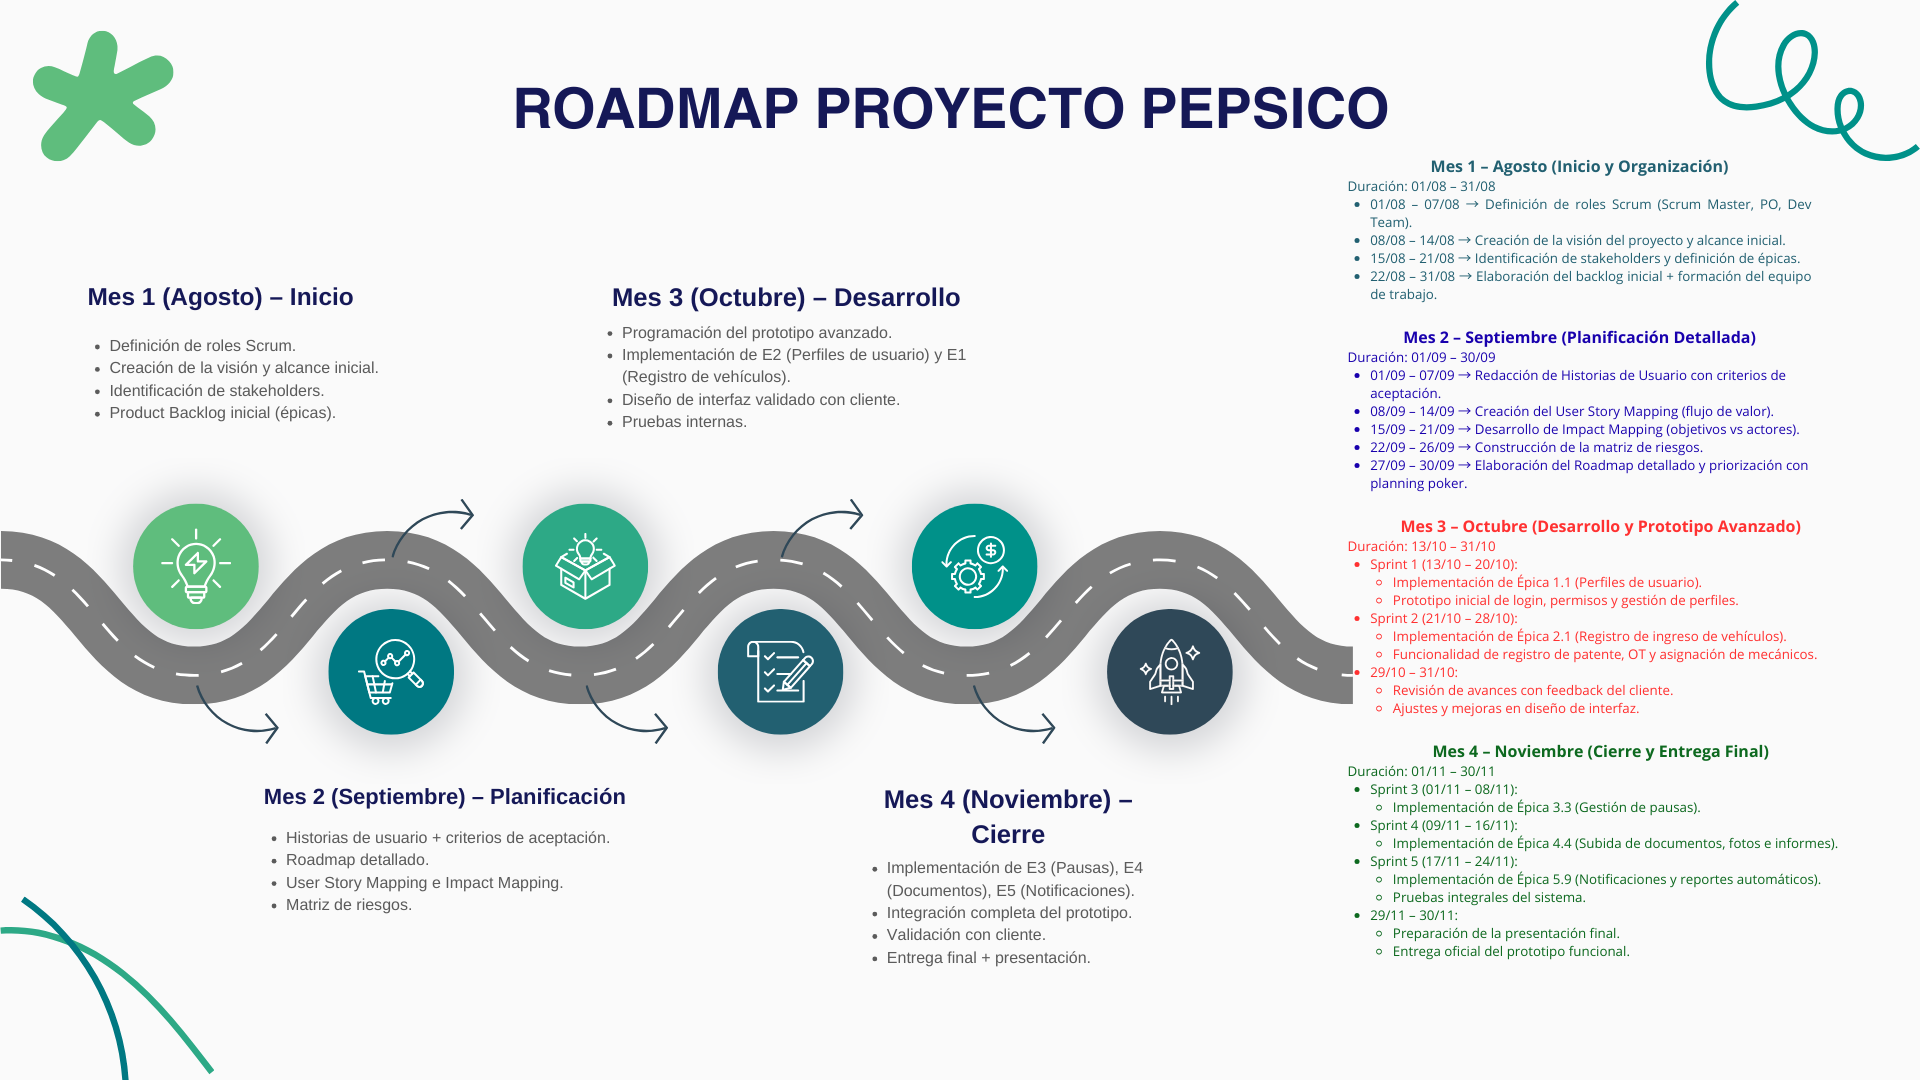 ROADMAP PROYECTO PEPSICO
Mes 1 (Agosto) – Inicio
• Definición de roles Scrum.
• Creación de la visión y alcance inicial.
• Identificación de stakeholders.
• Product Backlog inicial (épicas).
Mes 3 (Octubre) – Desarrollo
• Programación del prototipo avanzado.
• Implementación de E2 (Perfiles de usuario) y E1
(Registro de vehículos).
• Diseño de interfaz validado con cliente.
• Pruebas internas.
$
Mes 2 (Septiembre) – Planificación
• Historias de usuario + criterios de aceptación.
• Roadmap detallado.
• User Story Mapping e Impact Mapping.
• Matriz de riesgos.
Mes 4 (Noviembre) –
Cierre
• Implementación de E3 (Pausas), E4
(Documentos), E5 (Notificaciones).
• Integración completa del prototipo.
• Validación con cliente.
• Entrega final + presentación.
Mes 1 – Agosto (Inicio y Organización)
Duración: 01/08 – 31/08
• 01/08 – 07/08 → Definición de roles Scrum (Scrum Master, PO, Dev
Team).
• 08/08 – 14/08 → Creación de la visión del proyecto y alcance inicial.
• 15/08 – 21/08 → Identificación de stakeholders y definición de épicas.
• 22/08 – 31/08 → Elaboración del backlog inicial + formación del equipo
de trabajo.
Mes 2 – Septiembre (Planificación Detallada)
Duración: 01/09 – 30/09
• 01/09 – 07/09 → Redacción de Historias de Usuario con criterios de
aceptación.
• 08/09 – 14/09 → Creación del User Story Mapping (flujo de valor).
• 15/09 – 21/09 → Desarrollo de Impact Mapping (objetivos vs actores).
• 22/09 – 26/09 → Construcción de la matriz de riesgos.
• 27/09 – 30/09 → Elaboración del Roadmap detallado y priorización con
planning poker.
Mes 3 – Octubre (Desarrollo y Prototipo Avanzado)
Duración: 13/10 – 31/10
• Sprint 1 (13/10 – 20/10):
◦ Implementación de Épica 1.1 (Perfiles de usuario).
◦ Prototipo inicial de login, permisos y gestión de perfiles.
• Sprint 2 (21/10 – 28/10):
◦ Implementación de Épica 2.1 (Registro de ingreso de vehículos).
◦ Funcionalidad de registro de patente, OT y asignación de mecánicos.
• 29/10 – 31/10:
◦ Revisión de avances con feedback del cliente.
◦ Ajustes y mejoras en diseño de interfaz.
Mes 4 – Noviembre (Cierre y Entrega Final)
Duración: 01/11 – 30/11
• Sprint 3 (01/11 – 08/11):
◦ Implementación de Épica 3.3 (Gestión de pausas).
• Sprint 4 (09/11 – 16/11):
◦ Implementación de Épica 4.4 (Subida de documentos, fotos e informes).
• Sprint 5 (17/11 – 24/11):
◦ Implementación de Épica 5.9 (Notificaciones y reportes automáticos).
◦ Pruebas integrales del sistema.
• 29/11 – 30/11:
◦ Preparación de la presentación final.
◦ Entrega oficial del prototipo funcional.